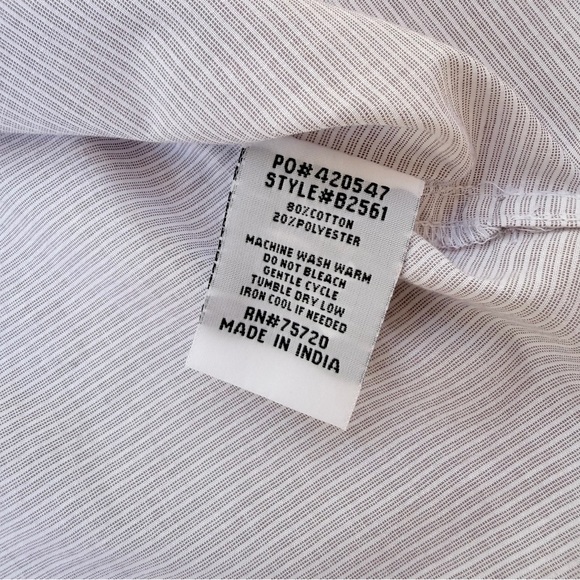 PO#420547
STYLE#B2561
80%COTTON
20%POLYESTER
MACHINE WASH WARM
DO NOT BLEACH
GENTLE CYCLE
TUMBLE DRY LOW
IRON COOL IF NEEDED
RN#75720
MADE IN INDIA